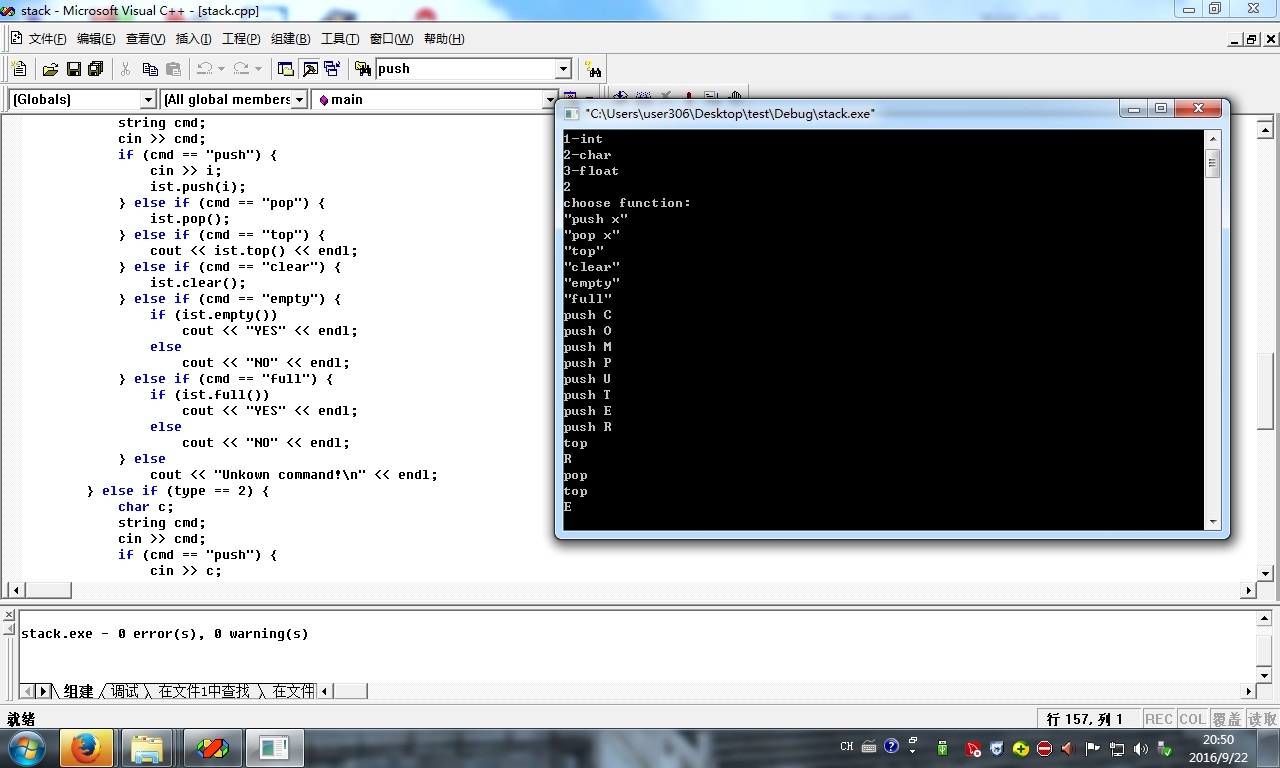 stack - Microsoft Visual C++ - [stack.cpp]
文件(F) 编辑(E) 查看(V) 插入(I) 工程(P) 组建(B) 工具(T) 窗口(W) 帮助(H)
push
(Globals) (All global members main
string cmd;
cin >> cmd;
if (cmd == "push") {
cin >> i;
ist.push(i);
} else if (cmd == "pop") {
ist.pop();
} else if (cmd == "top") {
cout << ist.top() << endl;
} else if (cmd == "clear") {
ist.clear();
} else if (cmd == "empty") {
if (ist.empty())
cout << "YES" << endl;
else
cout << "NO" << endl;
} else if (cmd == "full") {
if (ist.full())
cout << "YES" << endl;
else
cout << "NO" << endl;
} else
cout << "Unkown command!\n" << endl;
} else if (type == 2) {
char c;
string cmd;
cin >> cmd;
if (cmd == "push") {
cin >> c;
"C:\Users\user306\Desktop\test\Debug\stack.exe"
1-int
2-char
3-float
2
choose function:
"push x"
"pop x"
"top"
"clear"
"empty"
"full"
push C
push O
push M
push P
push U
push T
push E
push R
top
R
pop
top
E
stack.exe - 0 error(s), 0 warning(s)
组建 调试 在文件1中查找 在文件
就绪
行 157, 列 1 REC COL 覆盖 读取
CH
20:50
2016/9/22